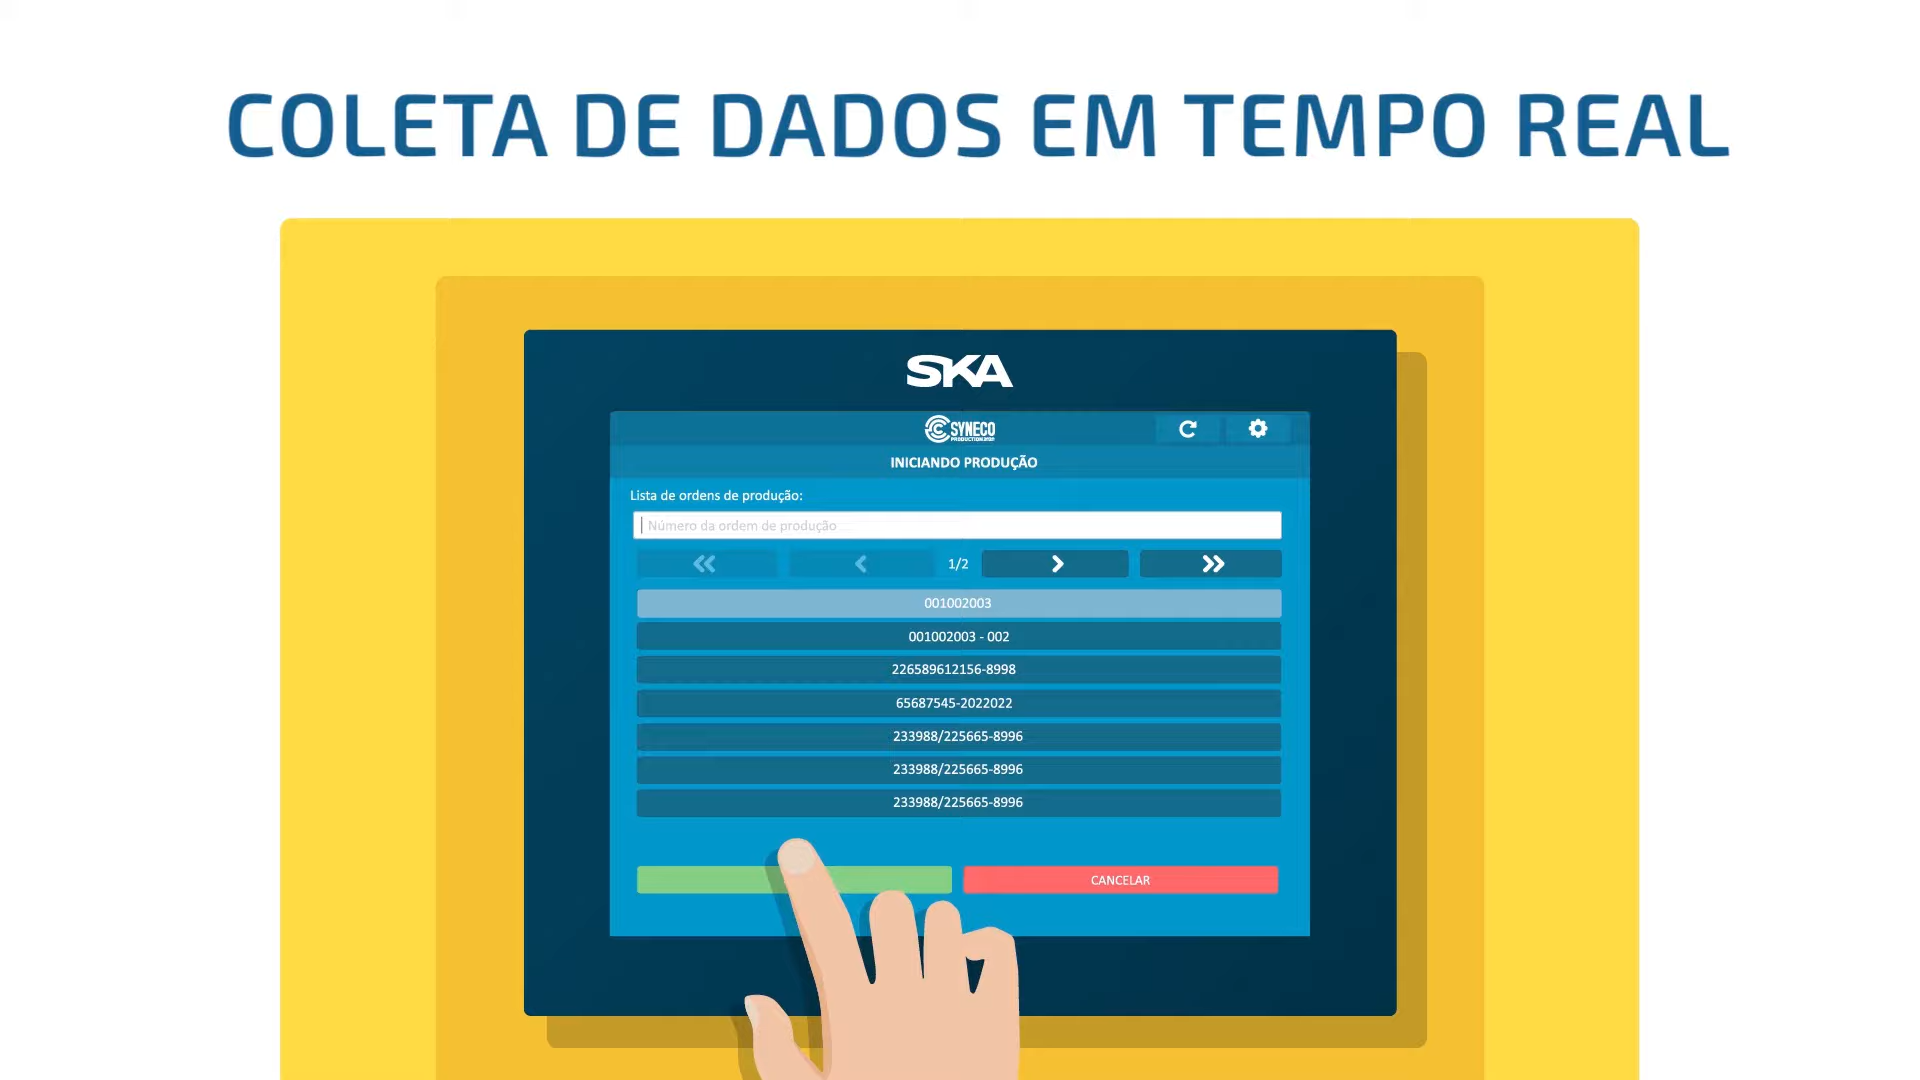 COLETA DE DADOS EM TEMPO REAL
SKA
SYNECO
PRODUCTION
INICIANDO PRODUÇÃO
Lista de ordens de produção:
Número da ordem de produção
1/2
001002003
001002003 - 002
226589612156-8998
65687545-2022022
233988/225665-8996
233988/225665-8996
233988/225665-8996
CANCELAR